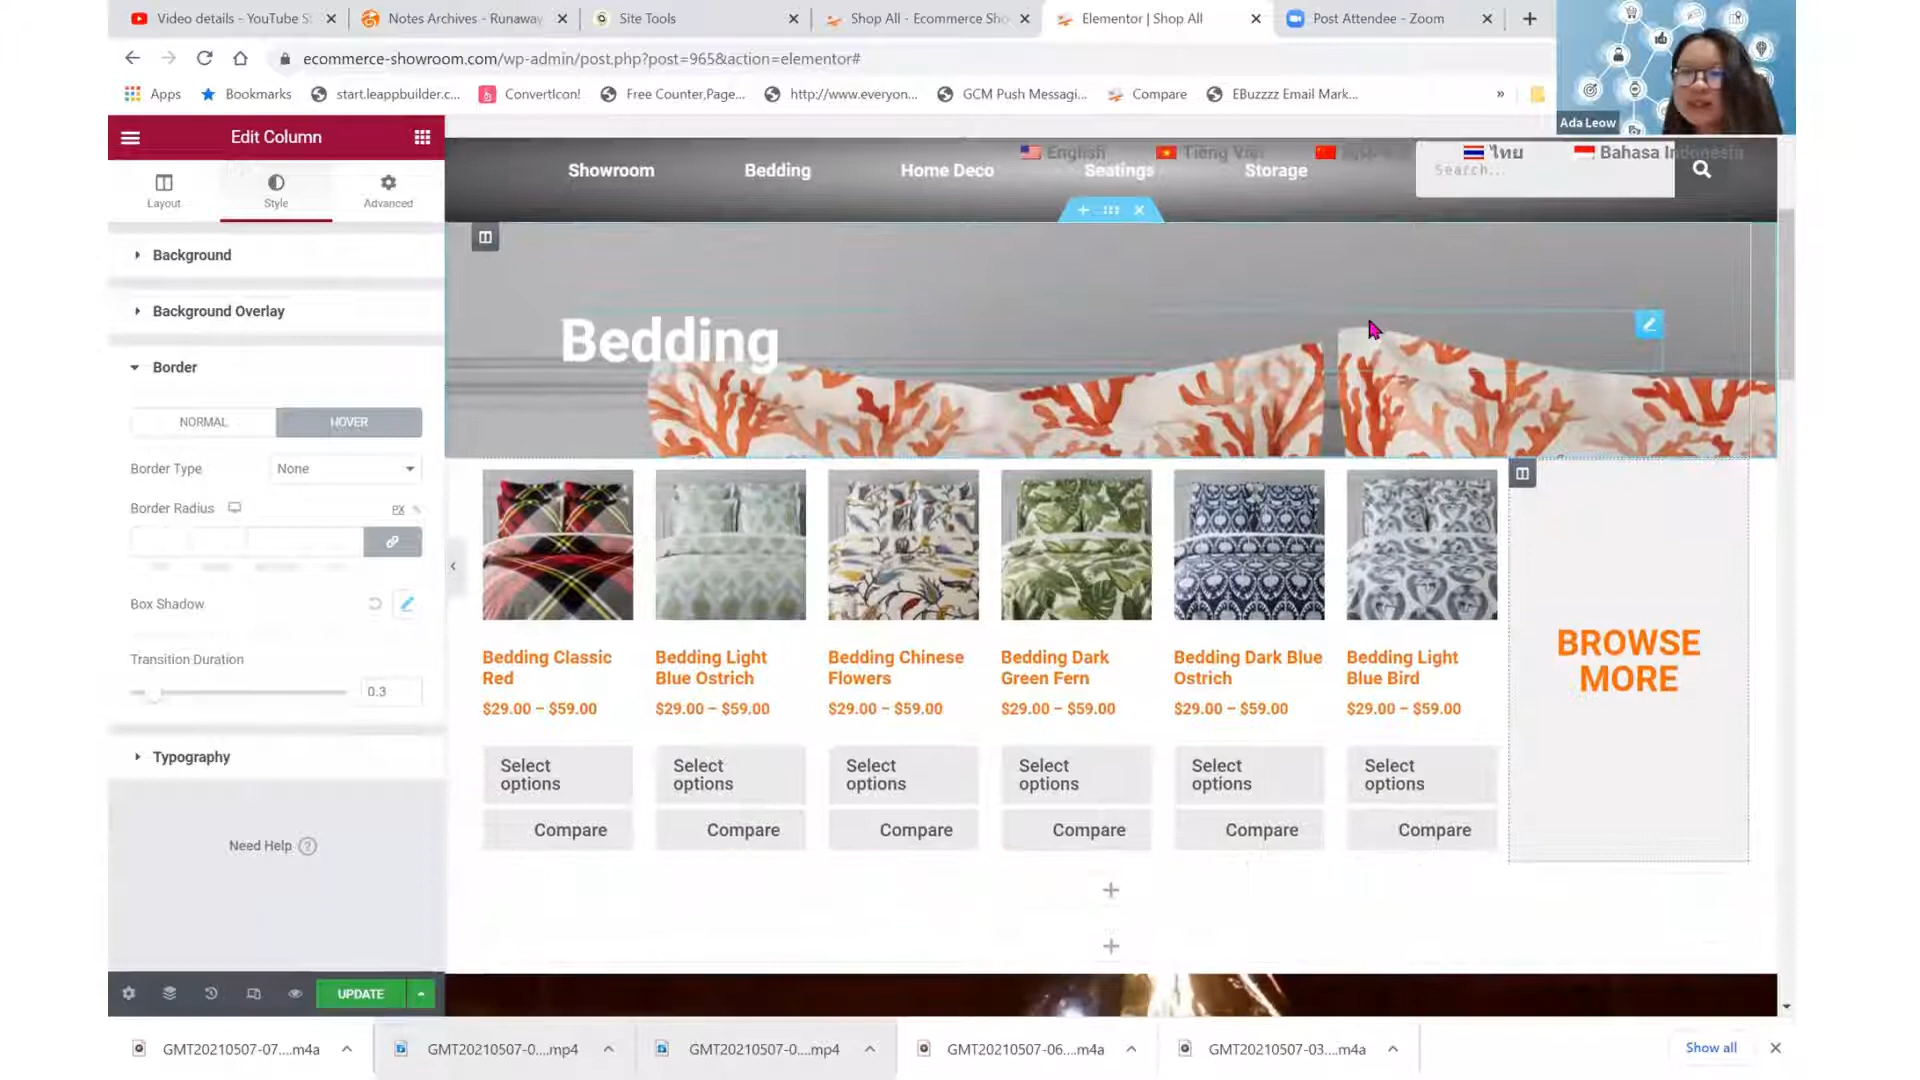 Video details - YouTube S
Notes Archives - Runaway
Site Tools
Shop All - Ecommerce Sho
Elementor | Shop All
Post Attendee - Zoom
ecommerce-showroom.com/wp-admin/post.php?post=965&action=elementor#
Apps
Bookmarks
start.leappbuilder.c...
ConvertIcon!
Free Counter,Page...
http://www.everyon...
GCM Push Messagi...
Compare
EBuzzzz Email Mark...
»
Ada Leow
Edit Column
Layout
Style
Advanced
Background
Background Overlay
Border
NORMAL
HOVER
Border Type
None
Border Radius
PX
Box Shadow
Transition Duration
0.3
Typography
Need Help
UPDATE
English
Tiếng Việt
ไทย
Bahasa Indonesia
Showroom
Bedding
Home Deco
Seatings
Storage
Search...
Bedding
Bedding Classic
Red
$29.00 – $59.00
Select
options
Compare
Bedding Light
Blue Ostrich
$29.00 – $59.00
Select
options
Compare
Bedding Chinese
Flowers
$29.00 – $59.00
Select
options
Compare
Bedding Dark
Green Fern
$29.00 – $59.00
Select
options
Compare
Bedding Dark Blue
Ostrich
$29.00 – $59.00
Select
options
Compare
Bedding Light
Blue Bird
$29.00 – $59.00
Select
options
Compare
BROWSE
MORE
GMT20210507-07....m4a
GMT20210507-0....mp4
GMT20210507-0....mp4
GMT20210507-06....m4a
GMT20210507-03....m4a
Show all